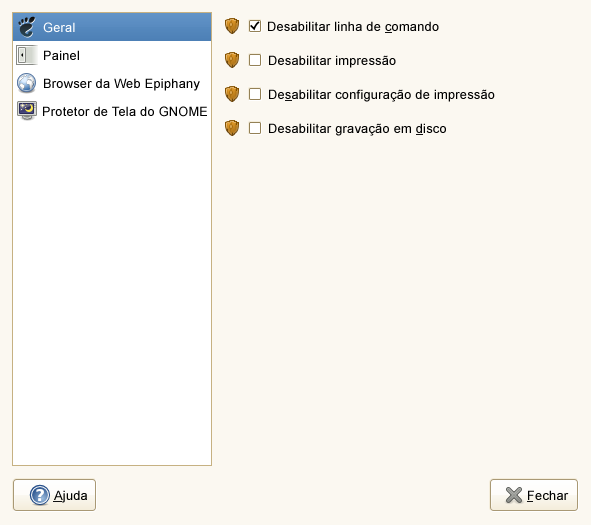 Geral
Painel
Browser da Web Epiphany
Protetor de Tela do GNOME
Desabilitar linha de comando
Desabilitar impressão
Desabilitar configuração de impressão
Desabilitar gravação em disco
Ajuda
Fechar